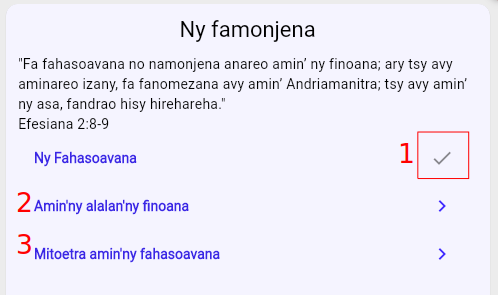 Ny famonjena
"Fa fahasoavana no namonjena anareo amin’ ny finoana; ary tsy avy
aminareo izany, fa fanomezana avy amin’ Andriamanitra; tsy avy amin’
ny asa, fandrao hisy hirehareha."
Efesiana 2:8-9
Ny Fahasoavana 1
2 Amin'ny alalan'ny finoana
3 Mitoetra amin'ny fahasoavana